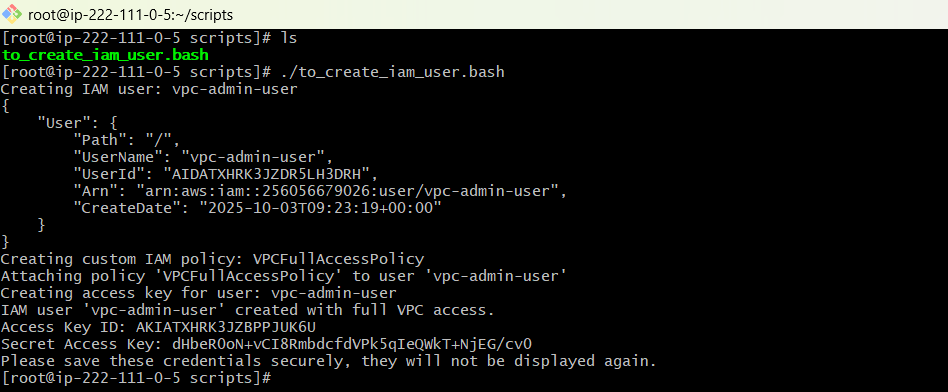 root@ip-222-111-0-5:~/scripts
[root@ip-222-111-0-5 scripts]# ls
to_create_iam_user.bash
[root@ip-222-111-0-5 scripts]# ./to_create_iam_user.bash
Creating IAM user: vpc-admin-user
{
    "User": {
        "Path": "/",
        "UserName": "vpc-admin-user",
        "UserId": "AIDATXHRK3JZDR5LH3DRH",
        "Arn": "arn:aws:iam::256056679026:user/vpc-admin-user",
        "CreateDate": "2025-10-03T09:23:19+00:00"
    }
}
Creating custom IAM policy: VPCFullAccessPolicy
Attaching policy 'VPCFullAccessPolicy' to user 'vpc-admin-user'
Creating access key for user: vpc-admin-user
IAM user 'vpc-admin-user' created with full VPC access.
Access Key ID: AKIATXHRK3JZBPPJUK6U
Secret Access Key: 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
Please save these credentials securely, they will not be displayed again.
[root@ip-222-111-0-5 scripts]#